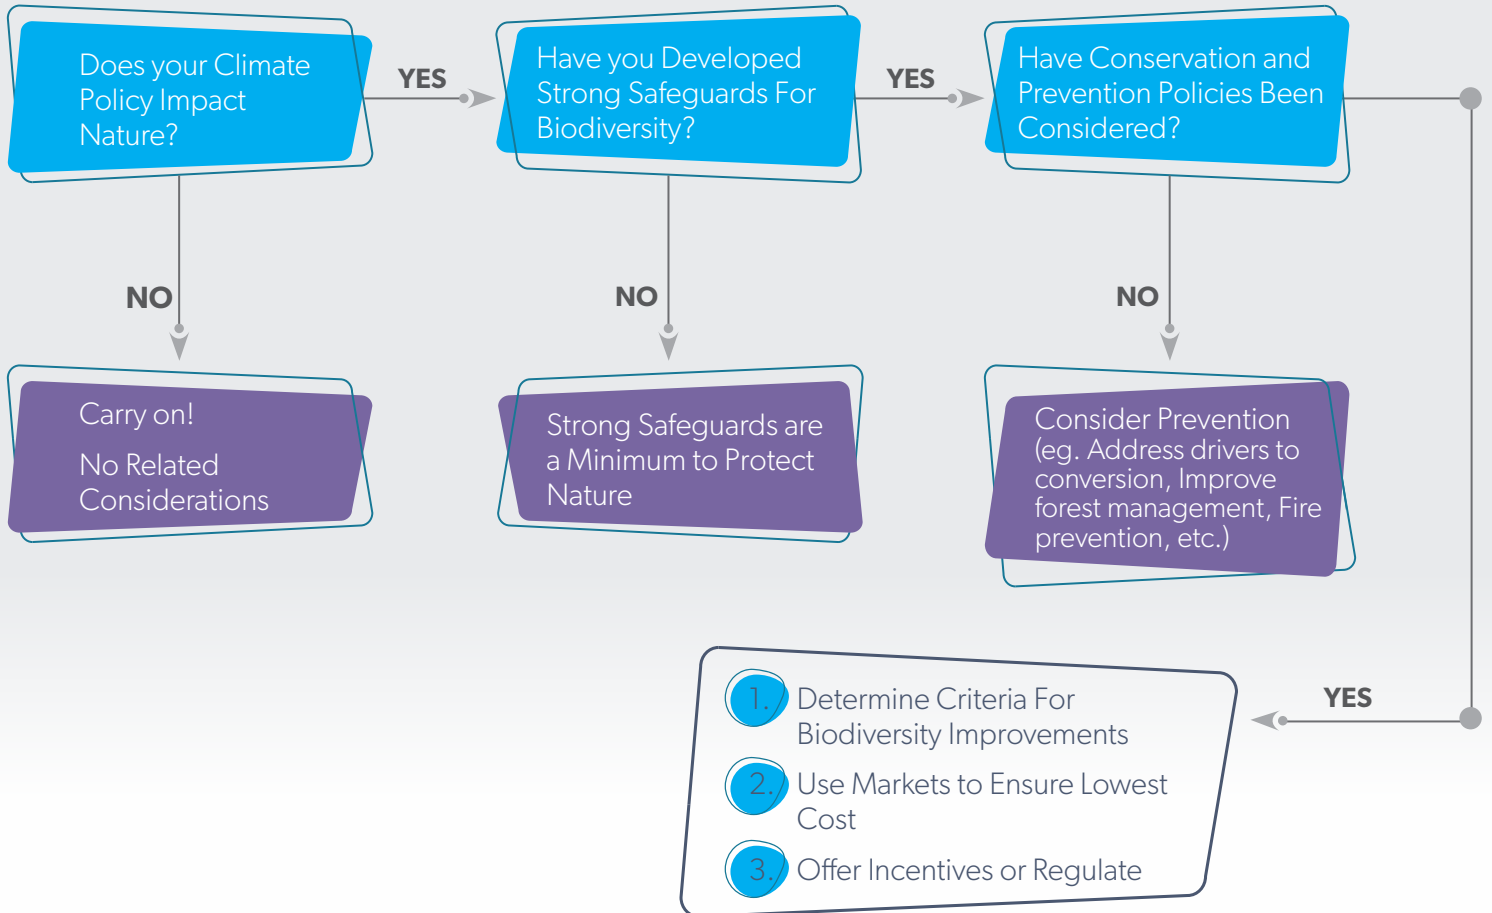 Does your Climate
Policy Impact
Nature?
YES
Have you Developed
Strong Safeguards For
Biodiversity?
YES
Have Conservation and
Prevention Policies Been
Considered?
NO
NO
NO
Carry on!
No Related
Considerations
Strong Safeguards are
a Minimum to Protect
Nature
Consider Prevention
(eg. Address drivers to
conversion, Improve
forest management, Fire
prevention, etc.)
YES
1. Determine Criteria For
Biodiversity Improvements
2. Use Markets to Ensure Lowest
Cost
3. Offer Incentives or Regulate